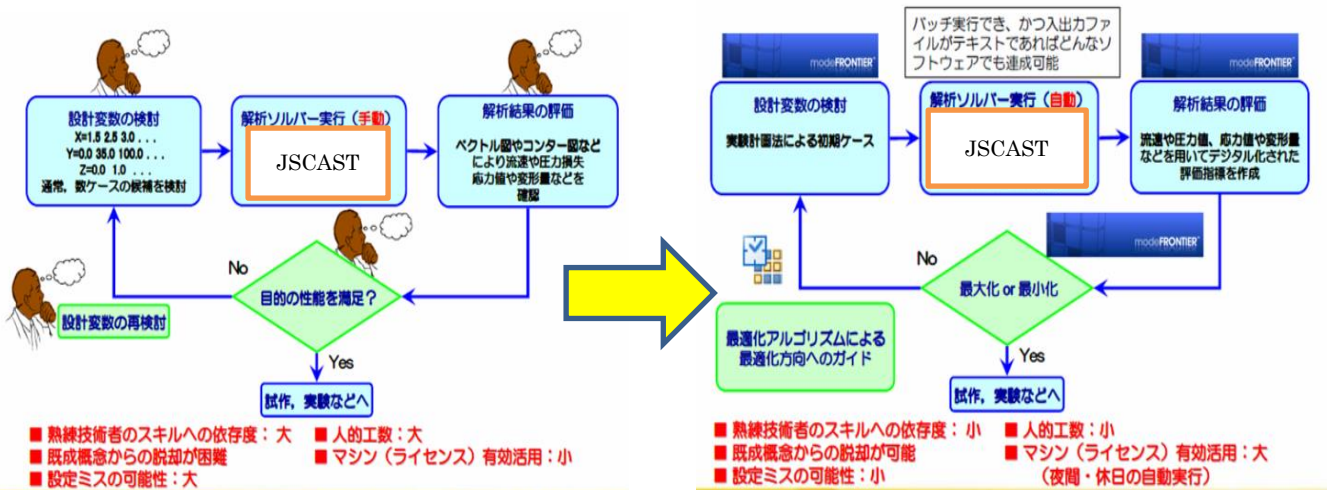 設計変数の検討
X=1.5 2.5 3.0 . . .
Y=0.0 35.0 100.0 . . .
Z=0.0 1.0 . . .
通常，数ケースの候補を検討
解析ソルバー実行（手動）
JSCAST
解析結果の評価
ベクトル図やコンター図など
により流速や圧力損失
応力値や変形量などを
確認
目的の性能を満足？
No
設計変数の再検討
Yes
試作，実験などへ
■ 熟練技術者のスキルへの依存度： 大
■ 既成概念からの脱却が困難
■ 設定ミスの可能性：大
■ 人的工数：大
■ マシン（ライセンス）有効活用：小
バッチ実行でき、かつ入出力ファ
イルがテキストであればどんなソ
フトウェアでも連成可能
modeFRONTIER
設計変数の検討
実験計画法による初期ケース
解析ソルバー実行（自動）
JSCAST
modeFRONTIER
解析結果の評価
流速や圧力値、応力値や変形量
などを用いてデジタル化された
評価指標を作成
modeFRONTIER
最大化 or 最小化
No
最適化アルゴリズムによる
最適化方向へのガイド
Yes
試作，実験などへ
■ 熟練技術者のスキルへの依存度： 小
■ 既成概念からの脱却が可能
■ 設定ミスの可能性：小
■ 人的工数：小
■ マシン（ライセンス）有効活用：大
（夜間・休日の自動実行）